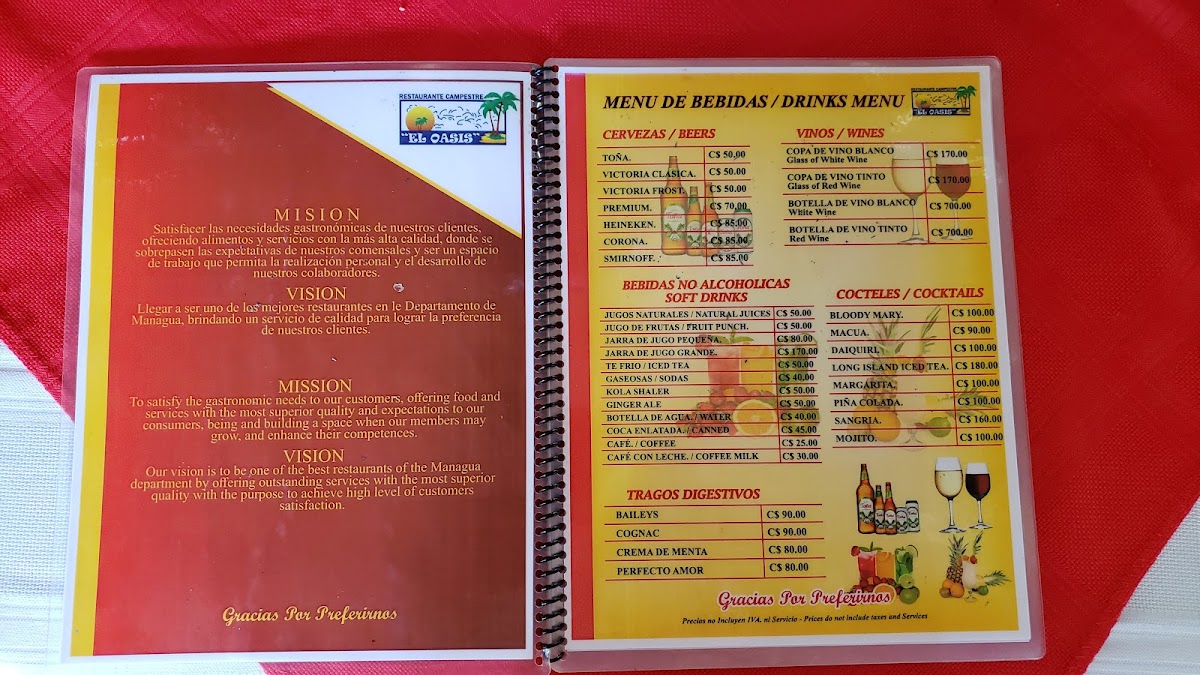 RESTAURANTE CAMPESTRE
"EL OASIS"
MISION
Satisfacer las necesidades gastronómicas de nuestros clientes,
ofreciendo alimentos y servicios con la más alta calidad, donde se
sobrepasen las expectativas de nuestros comensales y ser un espacio
de trabajo que permita la realización personal y el desarrollo de
nuestros colaboradores.
VISION
Llegar a ser uno de los mejores restaurantes en le Departamento de
Managua, brindando un servicio de calidad para lograr la preferencia
de nuestros clientes.
MISSION
To satisfy the gastronomic needs to our customers, offering food and
services with the most superior quality and expectations to our
consumers, being and building a space when our members may
grow, and enhance their competences.
VISION
Our vision is to be one of the best restaurants of the Managua
department by offering outstanding services with the most superior
quality with the purpose to achieve high level of customers
satisfaction.
Gracias Por Preferirnos
MENU DE BEBIDAS / DRINKS MENU
RESTAURANTE CAMPESTRE
"EL OASIS"
CERVEZAS / BEERS
TOÑA. C$ 50.00
VICTORIA CLASICA. C$ 50.00
VICTORIA FROST. C$ 50.00
PREMIUM. C$ 70.00
HEINEKEN. C$ 85.00
CORONA. C$ 85.00
SMIRNOFF. C$ 85.00
VINOS / WINES
COPA DE VINO BLANCO C$ 170.00
Glass of White Wine
COPA DE VINO TINTO C$ 170.00
Glass of Red Wine
BOTELLA DE VINO BLANCO C$ 700.00
White Wine
BOTELLA DE VINO TINTO C$ 700.00
Red Wine
BEBIDAS NO ALCOHOLICAS
SOFT DRINKS
JUGOS NATURALES / NATURAL JUICES C$ 50.00
JUGO DE FRUTAS / FRUIT PUNCH. C$ 50.00
JARRA DE JUGO PEQUEÑA. C$ 80.00
JARRA DE JUGO GRANDE. C$ 170.00
TE FRIO / ICED TEA C$ 50.00
GASEOSAS / SODAS C$ 40.00
KOLA SHALER C$ 50.00
GINGER ALE C$ 50.00
BOTELLA DE AGUA. / WATER C$ 40.00
COCA ENLATADA. / CANNED C$ 45.00
CAFÉ. / COFFEE C$ 25.00
CAFÉ CON LECHE. / COFFEE MILK C$ 30.00
COCTELES / COCKTAILS
BLOODY MARY. C$ 100.00
MACUA. C$ 90.00
DAIQUIRI. C$ 100.00
LONG ISLAND ICED TEA. C$ 180.00
MARGARITA. C$ 100.00
PIÑA COLADA. C$ 100.00
SANGRIA. C$ 160.00
MOJITO. C$ 100.00
TRAGOS DIGESTIVOS
BAILEYS C$ 90.00
COGNAC C$ 90.00
CREMA DE MENTA C$ 80.00
PERFECTO AMOR C$ 80.00
Gracias Por Preferirnos
Precios no Incluyen IVA. ni Servicio - Prices do not include taxes and Services